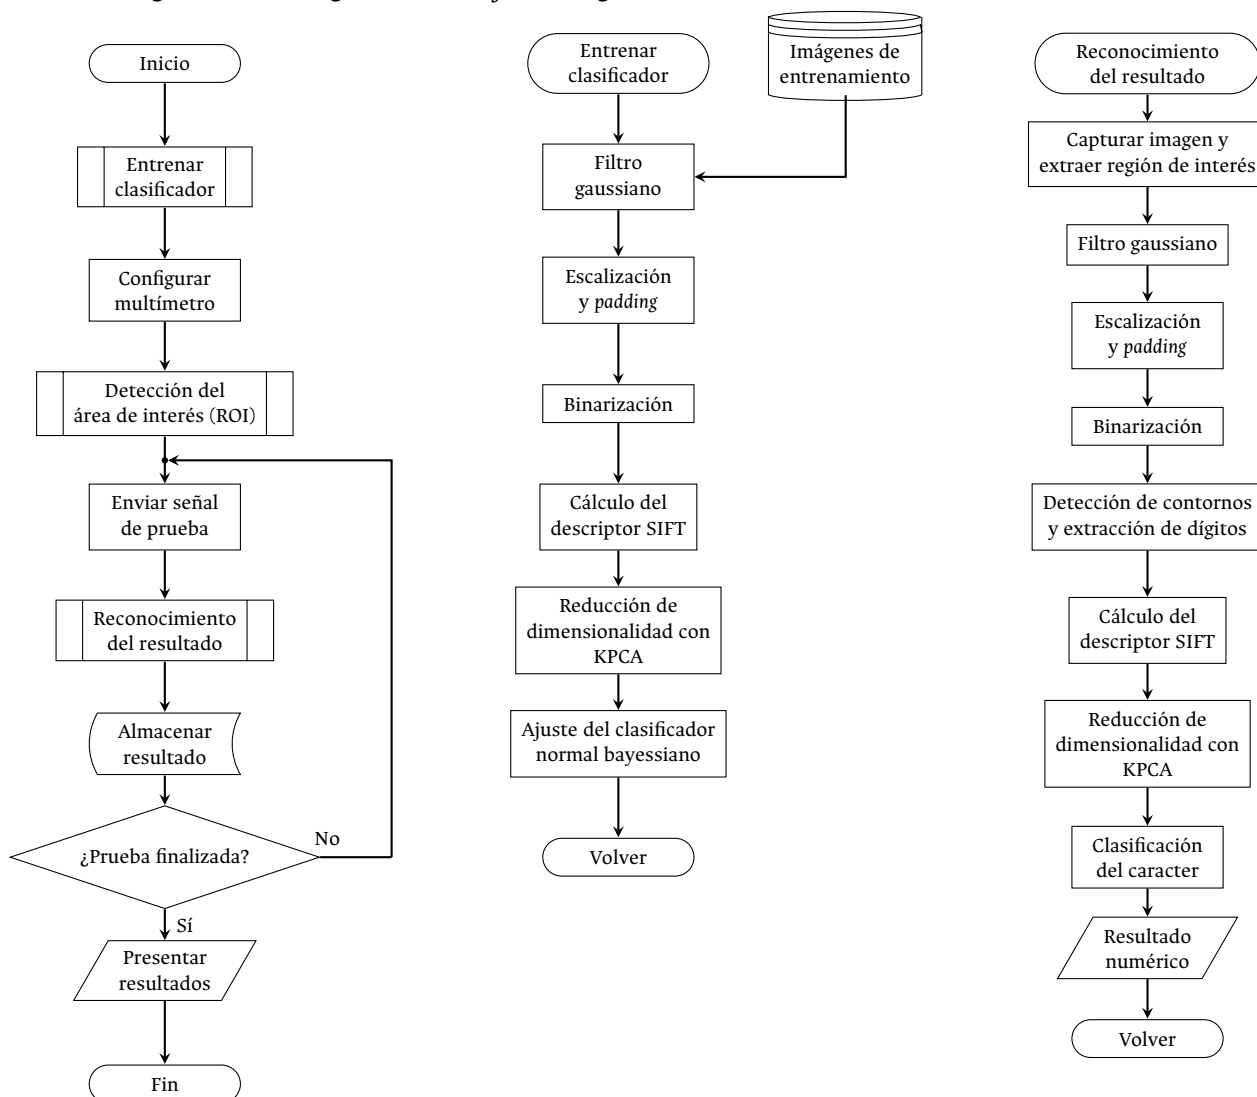 Inicio
Entrenar
clasificador
Configurar
multímetro
Detección del
área de interés (ROI)
Enviar señal
de prueba
Reconocimiento
del resultado
Almacenar
resultado
¿Prueba finalizada?
No
Sí
Presentar
resultados
Fin
Entrenar
clasificador
Imágenes de
entrenamiento
Filtro
gaussiano
Escalización
y padding
Binarización
Cálculo del
descriptor SIFT
Reducción de
dimensionalidad con
KPCA
Ajuste del clasificador
normal bayessiano
Volver
Reconocimiento
del resultado
Capturar imagen y
extraer región de interés
Filtro gaussiano
Escalización
y padding
Binarización
Detección de contornos
y extracción de dígitos
Cálculo del
descriptor SIFT
Reducción de
dimensionalidad con
KPCA
Clasificación
del caracter
Resultado
numérico
Volver